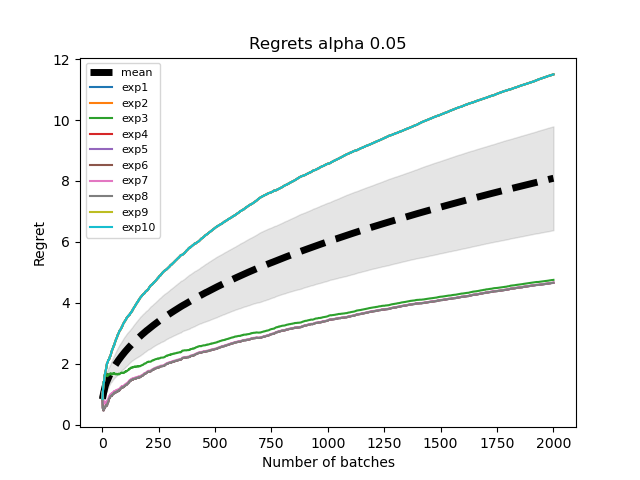 Regrets alpha 0.05
12
10
8
6
4
2
0
Regret
mean
exp1
exp2
exp3
exp4
exp5
exp6
exp7
exp8
exp9
exp10
0 250 500 750 1000 1250 1500 1750 2000
Number of batches